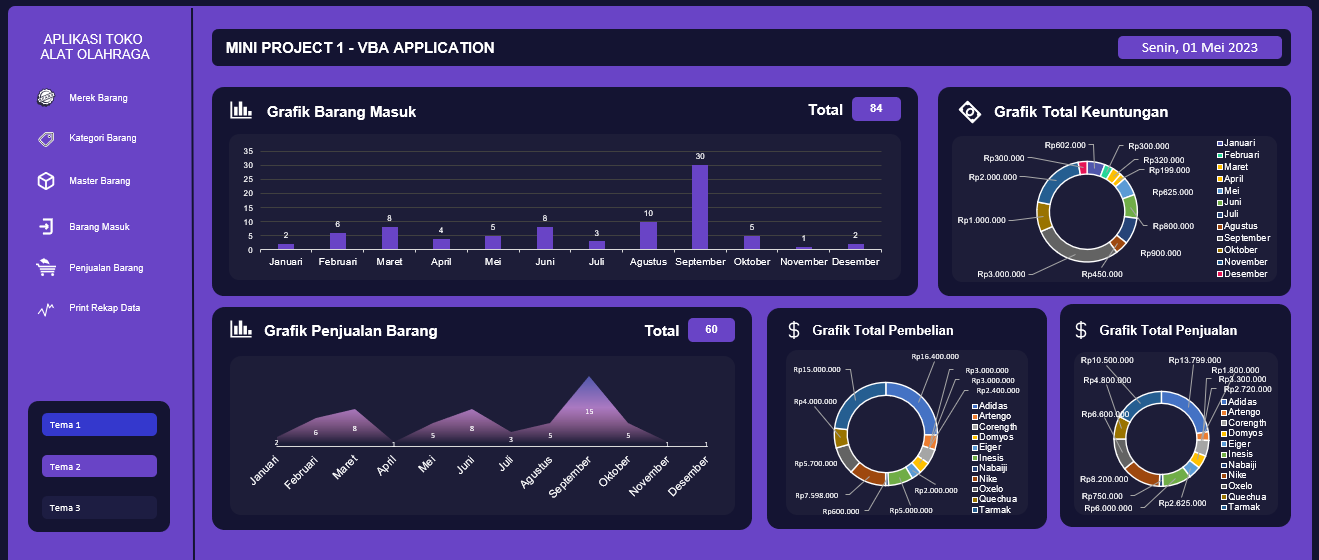 APLIKASI TOKO
ALAT OLAHRAGA
Merek Barang
Kategori Barang
Master Barang
Barang Masuk
Penjualan Barang
Print Rekap Data
Tema 1
Tema 2
Tema 3
MINI PROJECT 1 - VBA APPLICATION
Senin, 01 Mei 2023
Grafik Barang Masuk
Total 84
35
30
25
20
15
10
5
0
2 6 8 4 5 8 3 10 30 5 1 2
Januari Februari Maret April Mei Juni Juli Agustus September Oktober November Desember
Grafik Total Keuntungan
Rp602.000
Rp300.000
Rp320.000
Rp199.000
Rp625.000
Rp800.000
Rp900.000
Rp450.000
Rp3.000.000
Rp1.000.000
Rp2.000.000
Rp300.000
Januari
Februari
Maret
April
Mei
Juni
Juli
Agustus
September
Oktober
November
Desember
Grafik Penjualan Barang
Total 60
2 6 8 1 5 8 3 5 15 5 1 1
Januari Februari Maret April Mei Juni Juli Agustus September Oktober November Desember
$ Grafik Total Pembelian
Rp16.400.000
Rp3.000.000
Rp3.000.000
Rp2.400.000
Rp2.000.000
Rp5.000.000
Rp600.000
Rp7.598.000
Rp5.700.000
Rp4.000.000
Rp15.000.000
Adidas
Artengo
Corength
Domyos
Eiger
Inesis
Nabaiji
Nike
Oxelo
Quechua
Tarmak
$ Grafik Total Penjualan
Rp13.799.000
Rp1.800.000
Rp3.300.000
Rp2.720.000
Rp2.625.000
Rp6.000.000
Rp750.000
Rp8.200.000
Rp6.600.000
Rp4.800.000
Rp10.500.000
Adidas
Artengo
Corength
Domyos
Eiger
Inesis
Nabaiji
Nike
Oxelo
Quechua
Tarmak